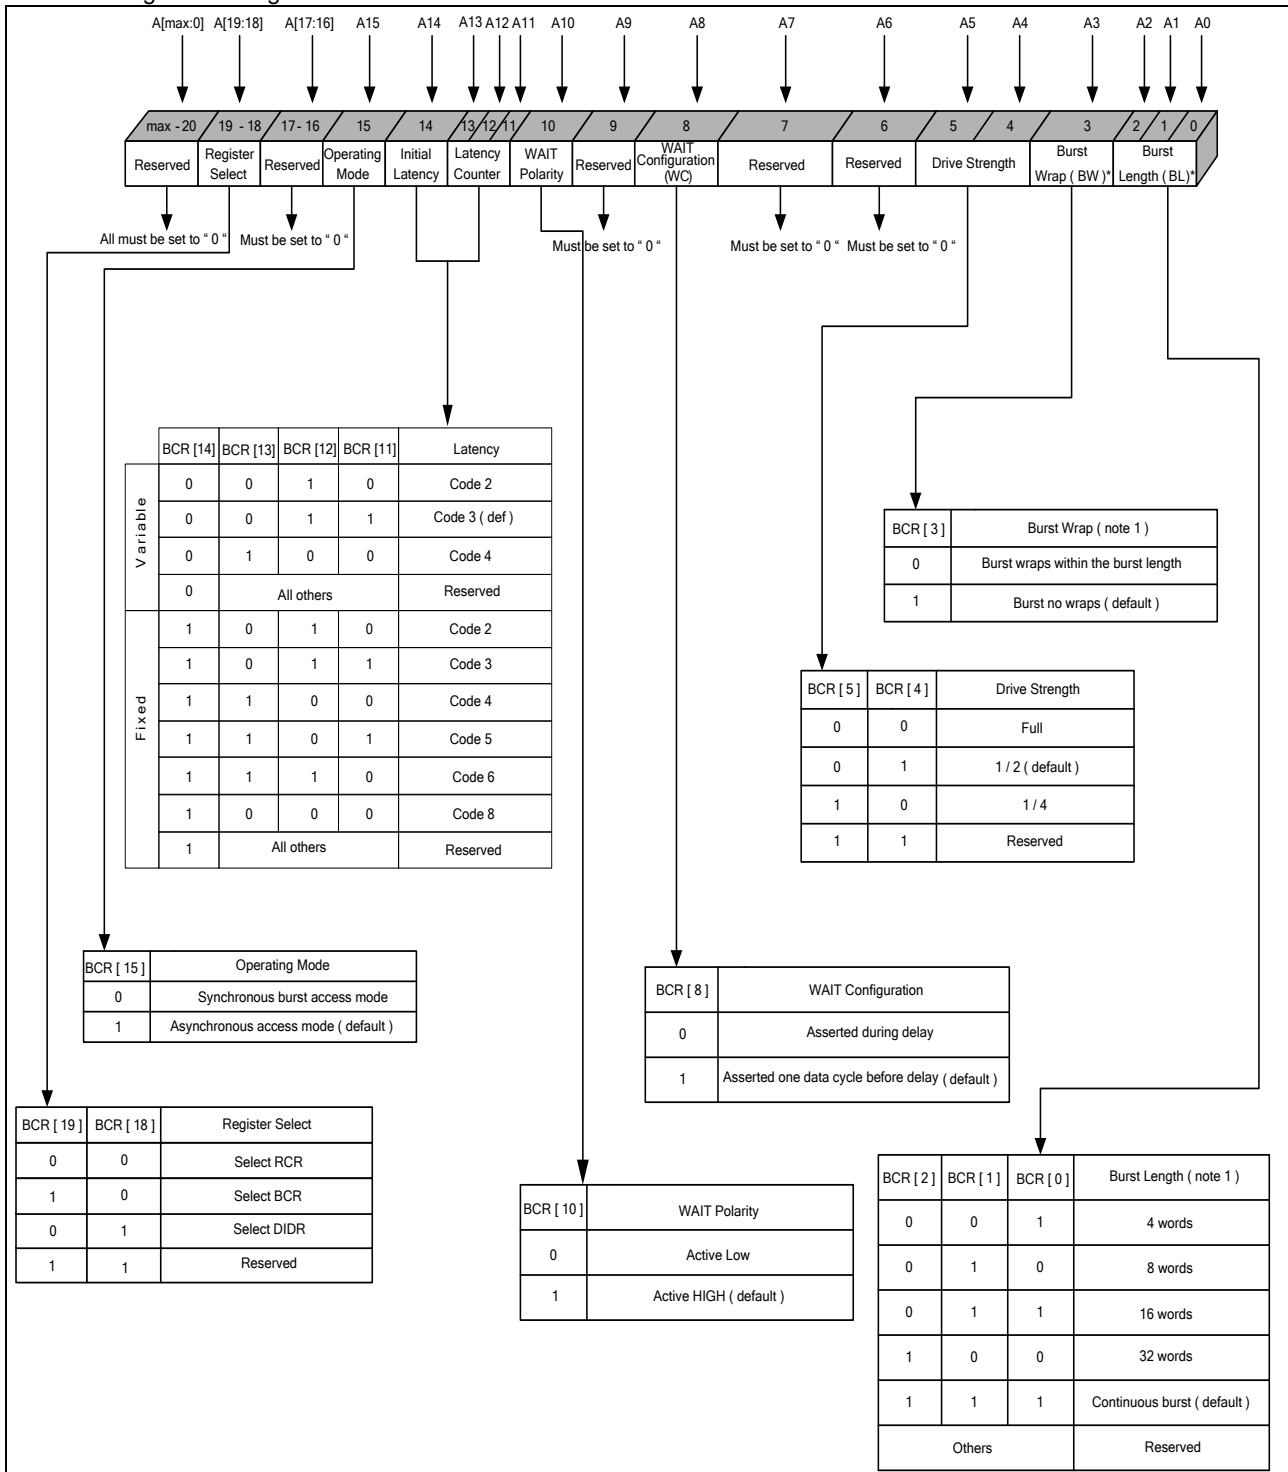 A[max:0] A[19:18] A[17:16] A15 A14 A13 A12 A11 A10 A9 A8 A7 A6 A5 A4 A3 A2 A1 A0
max - 20 19 - 18 17- 16 15 14 13 12 11 10 9 8 7 6 5 4 3 2 1 0
Reserved
Register
Select
Reserved
Operating
Mode
Initial
Latency
Latency
Counter
WAIT
Polarity
Reserved
WAIT
Configuration
(WC)
Reserved
Reserved
Drive Strength
Burst
Wrap ( BW )*
Burst
Length ( BL)*
All must be set to “ 0 “
Must be set to “ 0 “
Must be set to “ 0 “
Must be set to “ 0 “
Must be set to “ 0 “
BCR [14] BCR [13] BCR [12] BCR [11] Latency
Variable
0 0 1 0 Code 2
0 0 1 1 Code 3 ( def )
0 1 0 0 Code 4
0 All others Reserved
Fixed
1 0 1 0 Code 2
1 0 1 1 Code 3
1 1 0 0 Code 4
1 1 0 1 Code 5
1 1 1 0 Code 6
1 0 0 0 Code 8
1 All others Reserved
BCR [ 3 ] Burst Wrap ( note 1 )
0 Burst wraps within the burst length
1 Burst no wraps ( default )
BCR [ 5 ] BCR [ 4 ] Drive Strength
0 0 Full
0 1 1 / 2 ( default )
1 0 1 / 4
1 1 Reserved
BCR [ 15 ] Operating Mode
0 Synchronous burst access mode
1 Asynchronous access mode ( default )
BCR [ 8 ] WAIT Configuration
0 Asserted during delay
1 Asserted one data cycle before delay ( default )
BCR [ 19 ] BCR [ 18 ] Register Select
0 0 Select RCR
1 0 Select BCR
0 1 Select DIDR
1 1 Reserved
BCR [ 10 ] WAIT Polarity
0 Active Low
1 Active HIGH ( default )
BCR [ 2 ] BCR [ 1 ] BCR [ 0 ] Burst Length ( note 1 )
0 0 1 4 words
0 1 0 8 words
0 1 1 16 words
1 0 0 32 words
1 1 1 Continuous burst ( default )
Others Reserved